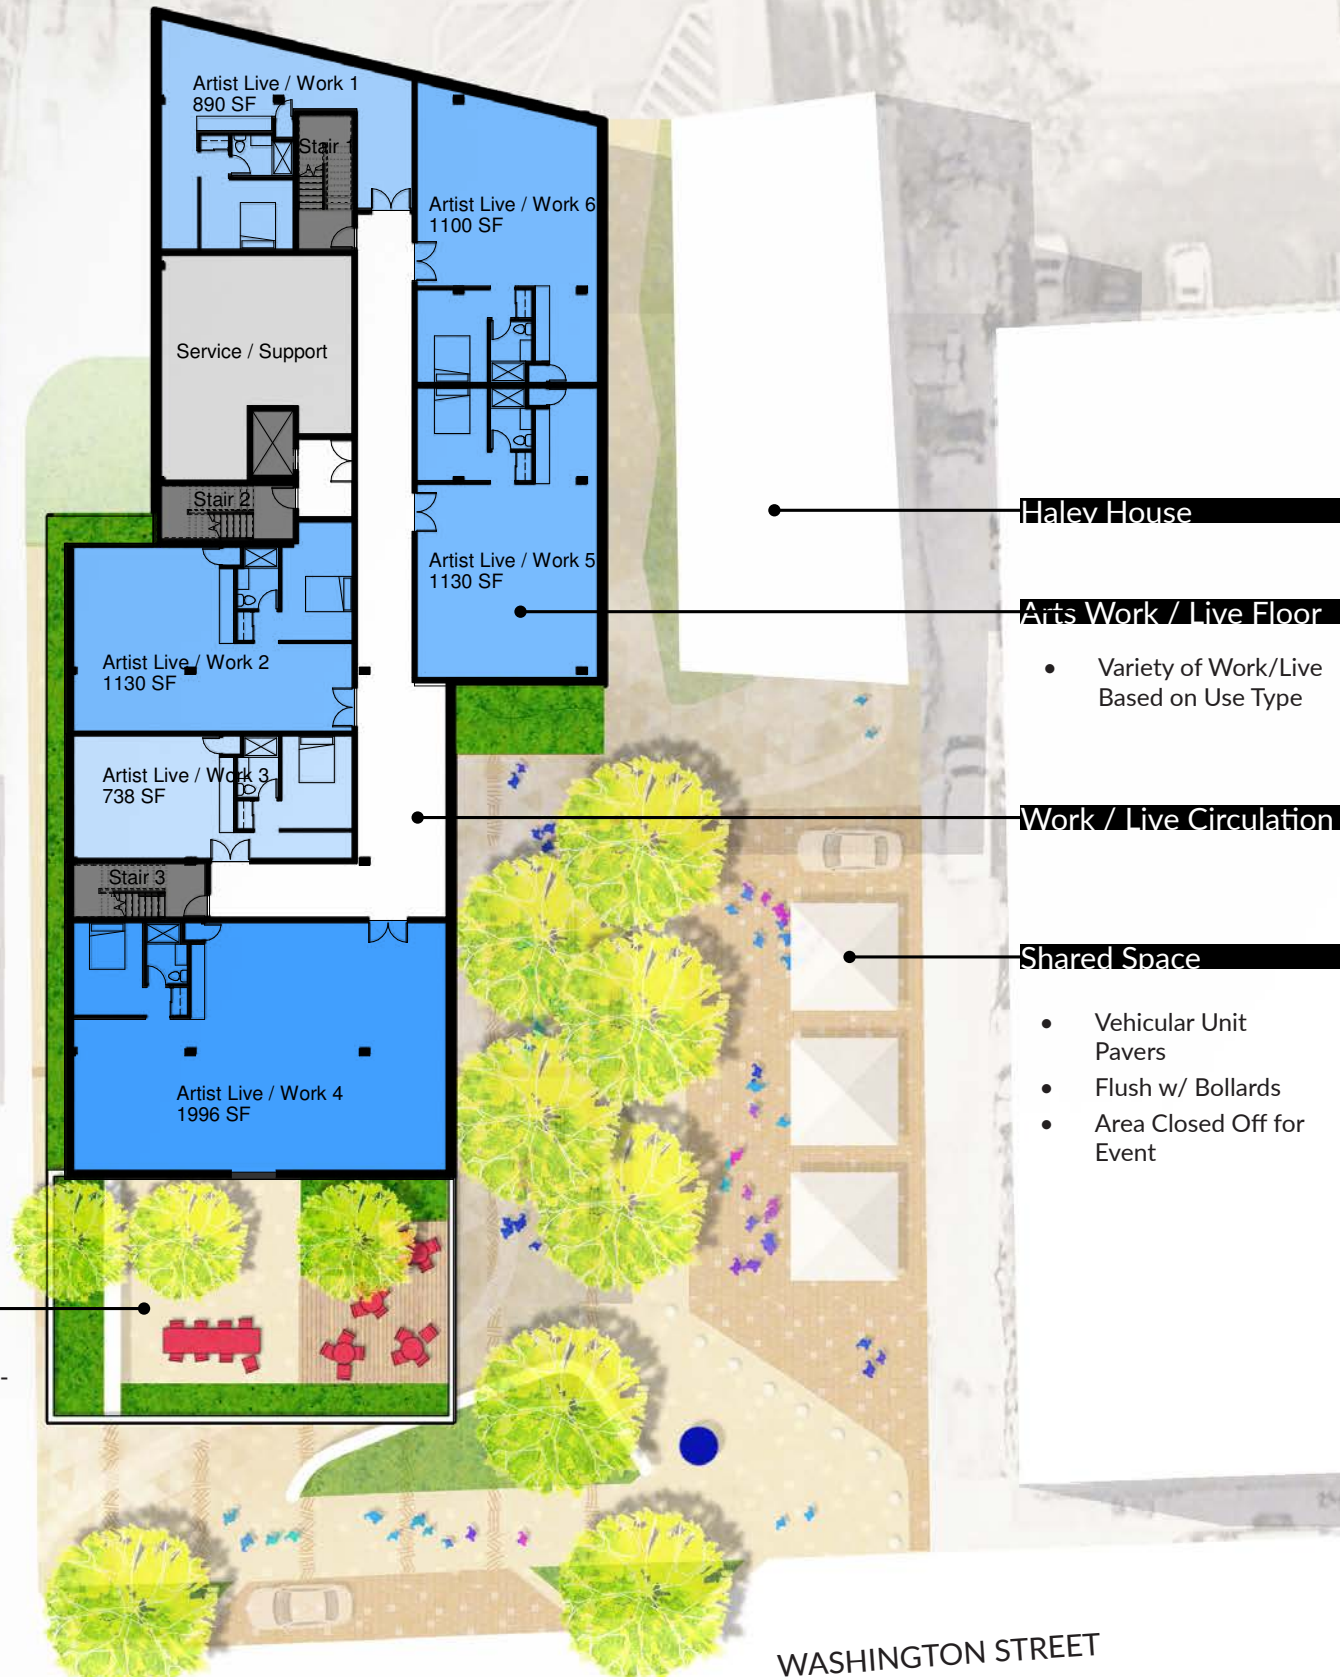 Artist Live / Work 1
890 SF
Stair 1
Artist Live / Work 6
1100 SF
Service / Support
Stair 2
Haley House
Artist Live / Work 5
1130 SF
Arts Work / Live Floor
• Variety of Work/Live
Based on Use Type
Artist Live / Work 2
1130 SF
Artist Live / Work 3
738 SF
Work / Live Circulation
Stair 3
Shared Space
• Vehicular Unit
Pavers
• Flush w/ Bollards
• Area Closed Off for
Event
Artist Live / Work 4
1996 SF
-
WASHINGTON STREET